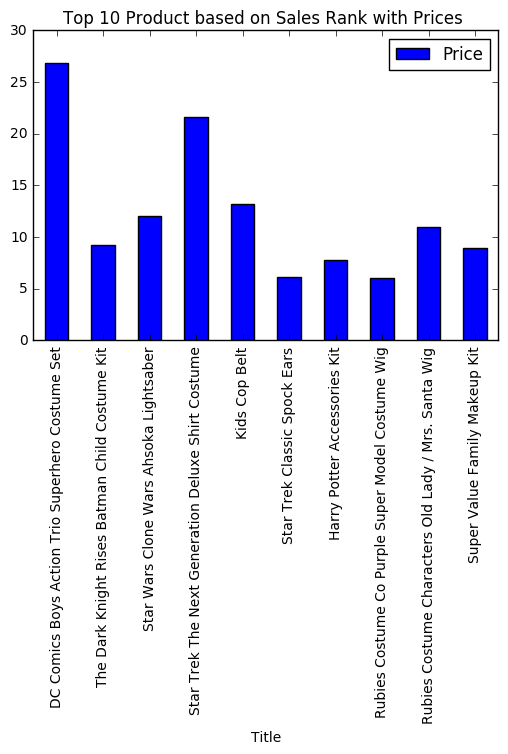 Top 10 Product based on Sales Rank with Prices
30
25
20
15
10
5
0
Price
DC Comics Boys Action Trio Superhero Costume Set
The Dark Knight Rises Batman Child Costume Kit
Star Wars Clone Wars Ahsoka Lightsaber
Star Trek The Next Generation Deluxe Shirt Costume
Kids Cop Belt
Star Trek Classic Spock Ears
Harry Potter Accessories Kit
Rubies Costume Co Purple Super Model Costume Wig
Rubies Costume Characters Old Lady / Mrs. Santa Wig
Super Value Family Makeup Kit
Title